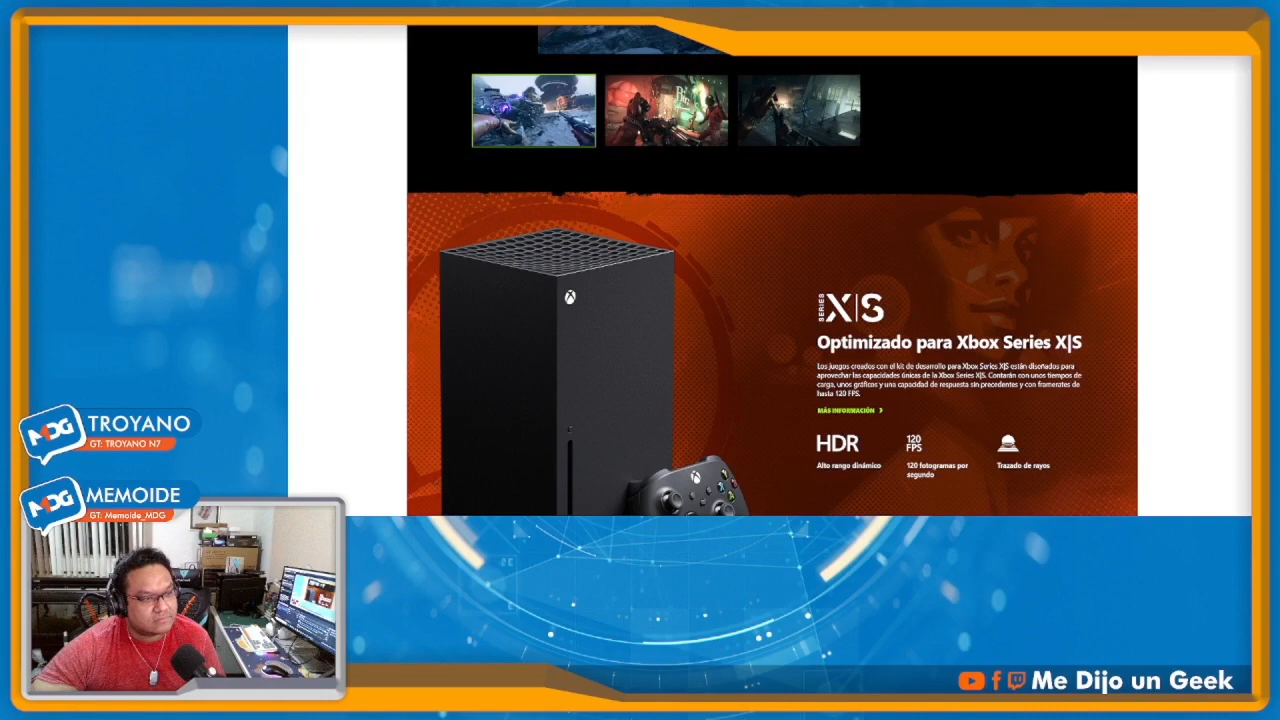 SERIES X|S
Optimizado para Xbox Series X|S
Los juegos creados con el kit de desarrollo para Xbox Series X|S están diseñados para
aprovechar las capacidades únicas de la Xbox Series X|S. Contarán con unos tiempos de
carga, unos gráficos y una capacidad de respuesta sin precedentes y con framerates de
hasta 120 FPS.
MÁS INFORMACIÓN
HDR
Alto rango dinámico
120
FPS
120 fotogramas por
segundo
Trazado de rayos
MDG
TROYANO
GT: TROYANO N7
MDG
MEMOIDE
GT: Memoide_MDG
Me Dijo un Geek